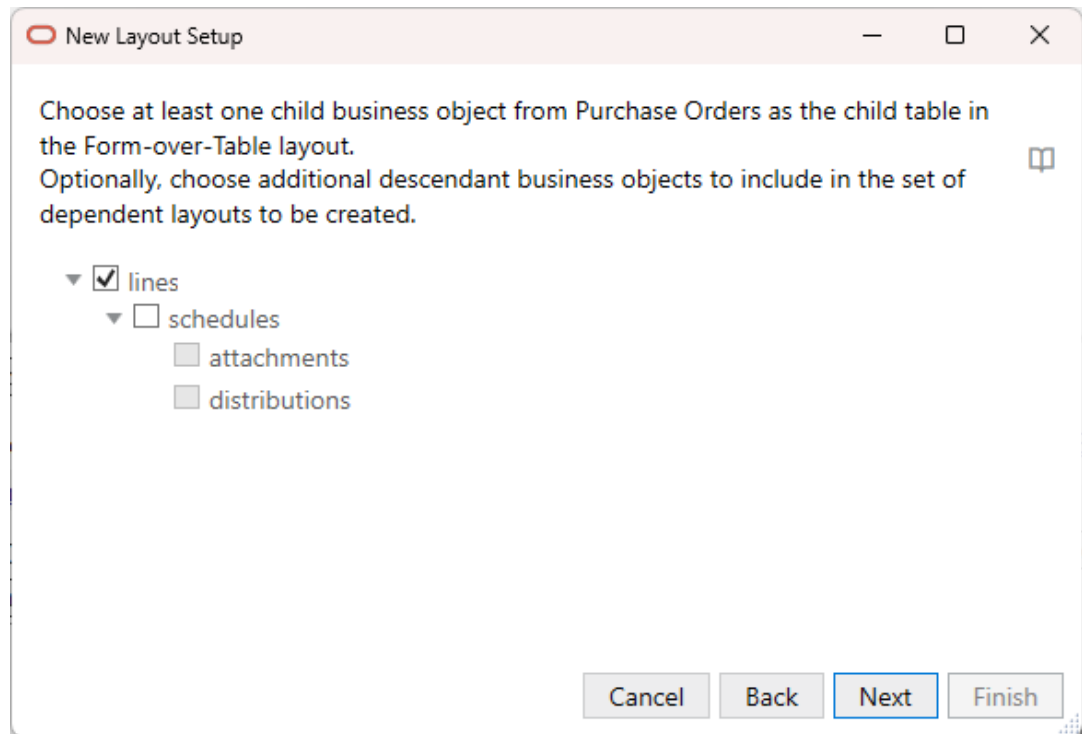 New Layout Setup
Choose at least one child business object from Purchase Orders as the child table in
the Form-over-Table layout.
Optionally, choose additional descendant business objects to include in the set of
dependent layouts to be created.
lines
schedules
attachments
distributions
Cancel Back Next Finish